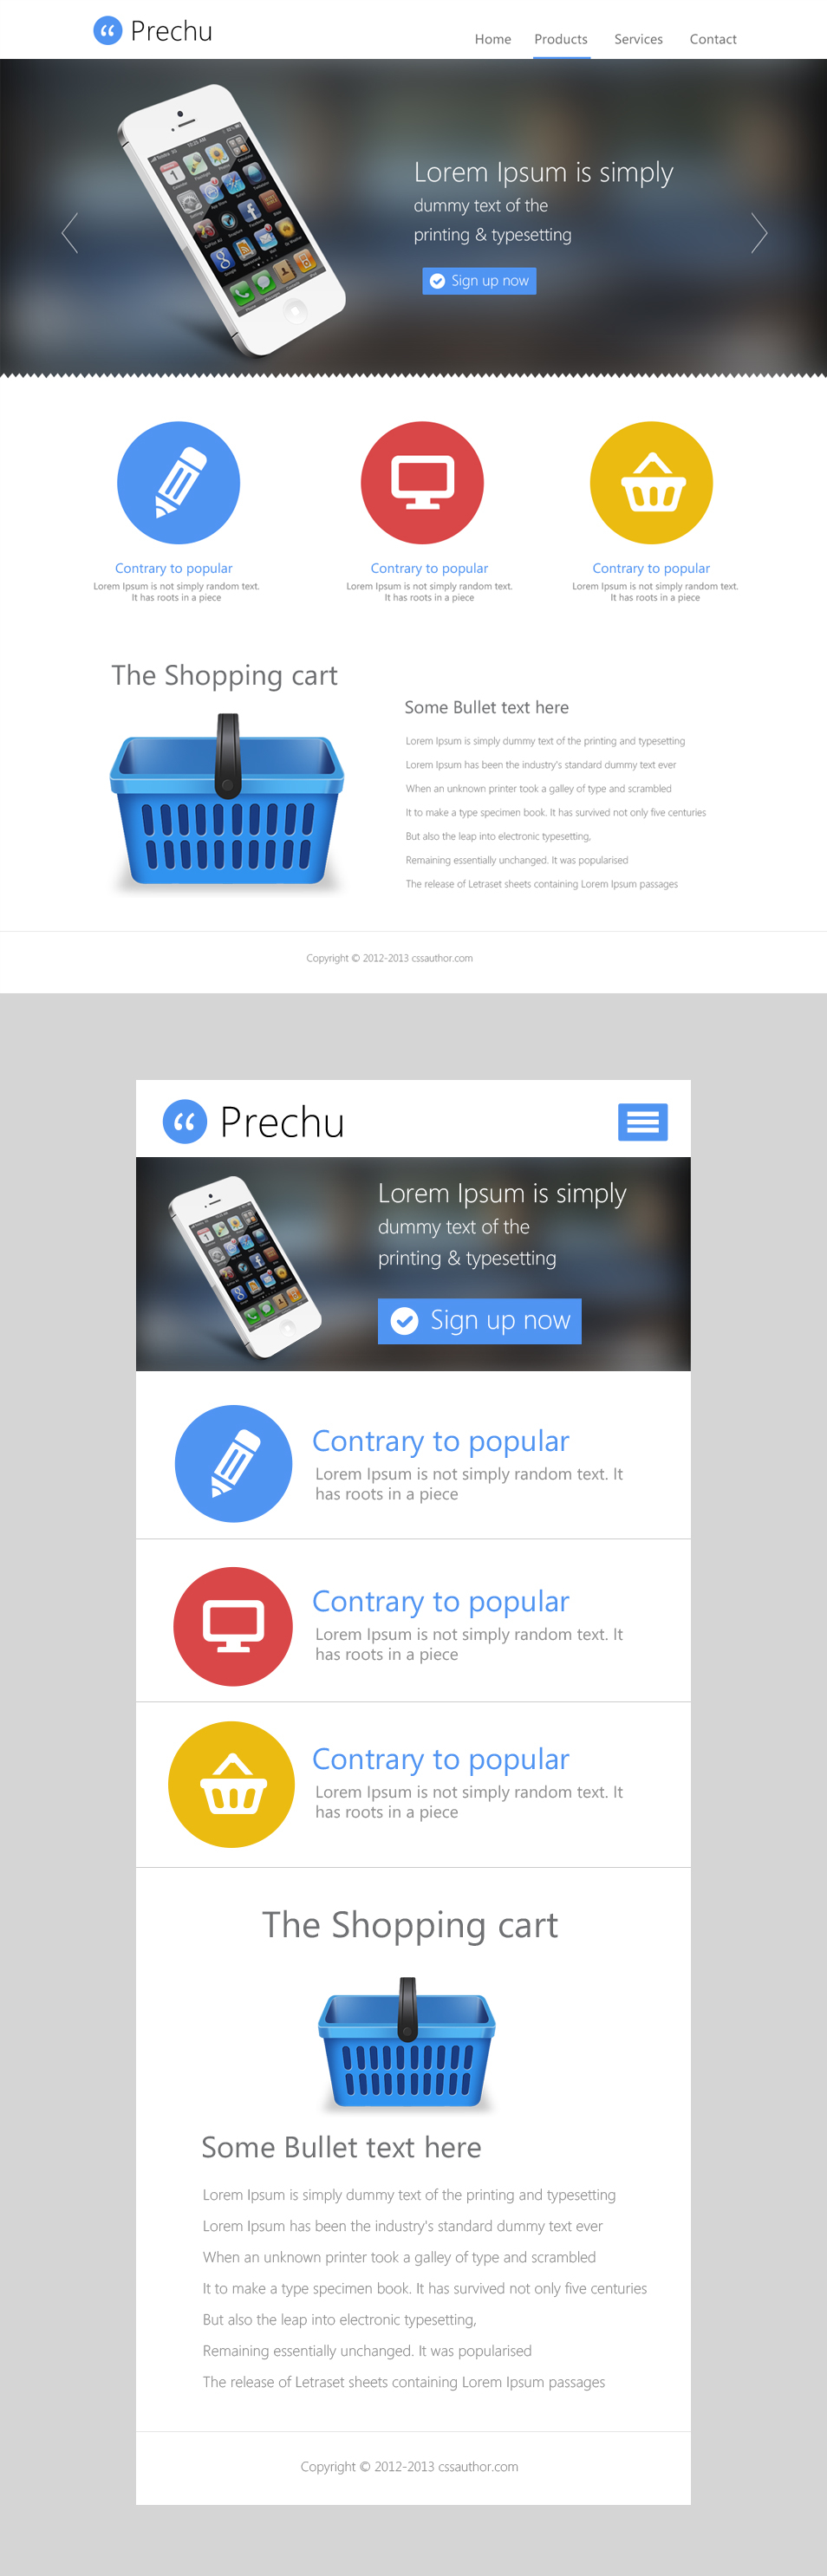 Prechu
Home Products Services Contact
Lorem Ipsum is simply
dummy text of the
printing & typesetting
Sign up now
Contrary to popular
Lorem Ipsum is not simply random text.
It has roots in a piece
Contrary to popular
Lorem Ipsum is not simply random text.
It has roots in a piece
Contrary to popular
Lorem Ipsum is not simply random text.
It has roots in a piece
The Shopping cart
Some Bullet text here
Lorem Ipsum is simply dummy text of the printing and typesetting
Lorem Ipsum has been the industry's standard dummy text ever
When an unknown printer took a galley of type and scrambled
It to make a type specimen book. It has survived not only five centuries
But also the leap into electronic typesetting,
Remaining essentially unchanged. It was popularised
The release of Letraset sheets containing Lorem Ipsum passages
Copyright © 2012-2013 cssauthor.com
Prechu
Lorem Ipsum is simply
dummy text of the
printing & typesetting
Sign up now
Contrary to popular
Lorem Ipsum is not simply random text. It
has roots in a piece
Contrary to popular
Lorem Ipsum is not simply random text. It
has roots in a piece
Contrary to popular
Lorem Ipsum is not simply random text. It
has roots in a piece
The Shopping cart
Some Bullet text here
Lorem Ipsum is simply dummy text of the printing and typesetting
Lorem Ipsum has been the industry's standard dummy text ever
When an unknown printer took a galley of type and scrambled
It to make a type specimen book. It has survived not only five centuries
But also the leap into electronic typesetting,
Remaining essentially unchanged. It was popularised
The release of Letraset sheets containing Lorem Ipsum passages
Copyright © 2012-2013 cssauthor.com